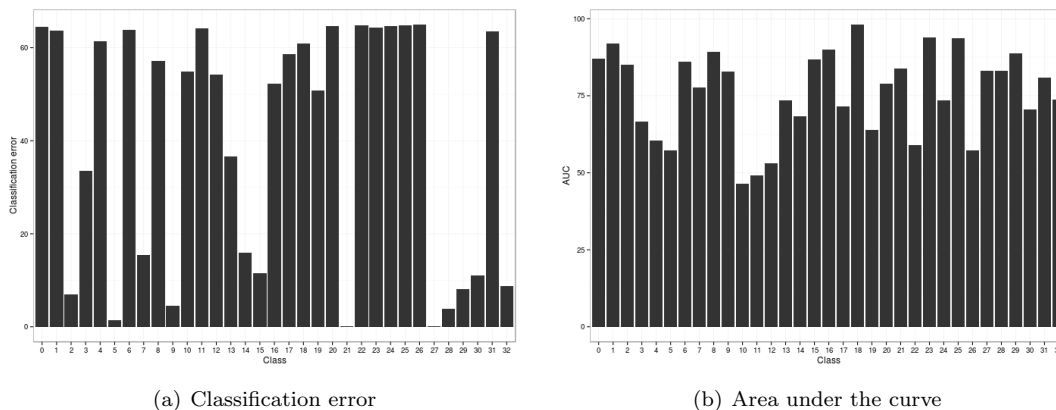 60
40
20
0
Classification error
0 1 2 3 4 5 6 7 8 9 10 11 12 13 14 15 16 17 18 19 20 21 22 23 24 25 26 27 28 29 30 31 32
Class
(a) Classification error
100
75
50
25
0
AUC
0 1 2 3 4 5 6 7 8 9 10 11 12 13 14 15 16 17 18 19 20 21 22 23 24 25 26 27 28 29 30 31
Class
(b) Area under the curve